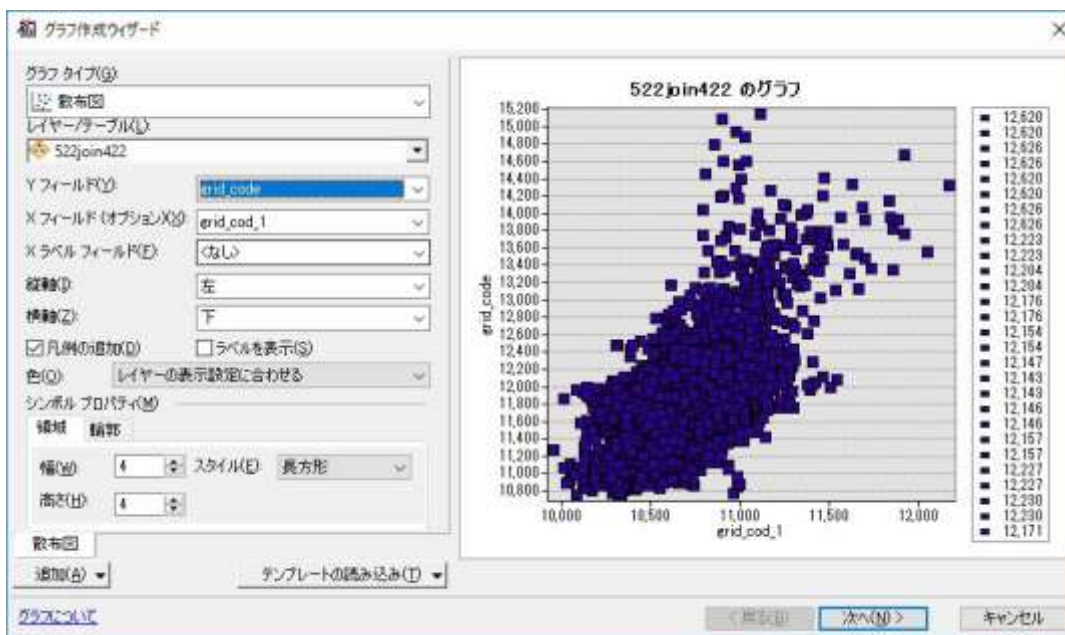 グラフ作成ウィザード
グラフ タイプ(G):
散布図
レイヤー/テーブル(L):
522join422
Y フィールド(Y):
grid_code
X フィールド (オプション)(X):
grid_cod_1
X ラベル フィールド(F):
<なし>
縦軸(I):
左
横軸(Z):
下
凡例の追加(D)
ラベルを表示(S)
色(O)
レイヤーの表示設定に合わせる
シンボル プロパティ(M)
領域
輪郭
幅(W)
4
スタイル(E)
長方形
高さ(H):
4
散布図
追加(A)
テンプレートの読み込み(T)
522join422 のグラフ
15,200
15,000
14,800
14,600
14,400
14,200
14,000
13,800
13,600
13,400
13,200
13,000
12,800
12,600
12,400
12,200
12,000
11,800
11,600
11,400
11,200
11,000
10,800
grid_code
10,000
10,500
11,000
11,500
12,000
grid_cod_1
12,620
12,620
12,626
12,626
12,620
12,620
12,626
12,626
12,223
12,223
12,204
12,204
12,176
12,176
12,154
12,154
12,147
12,143
12,143
12,146
12,146
12,157
12,157
12,227
12,227
12,230
12,230
12,171
グラフについて
< 戻る(B)
次へ(N) >
キャンセル